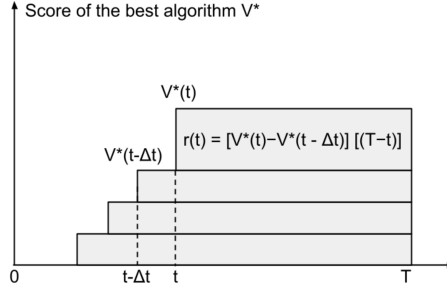 Score of the best algorithm V*
V*(t)
r(t) = [V*(t)−V*(t - Δt)] [(T−t)]
V*(t-Δt)
0 t-Δt t T